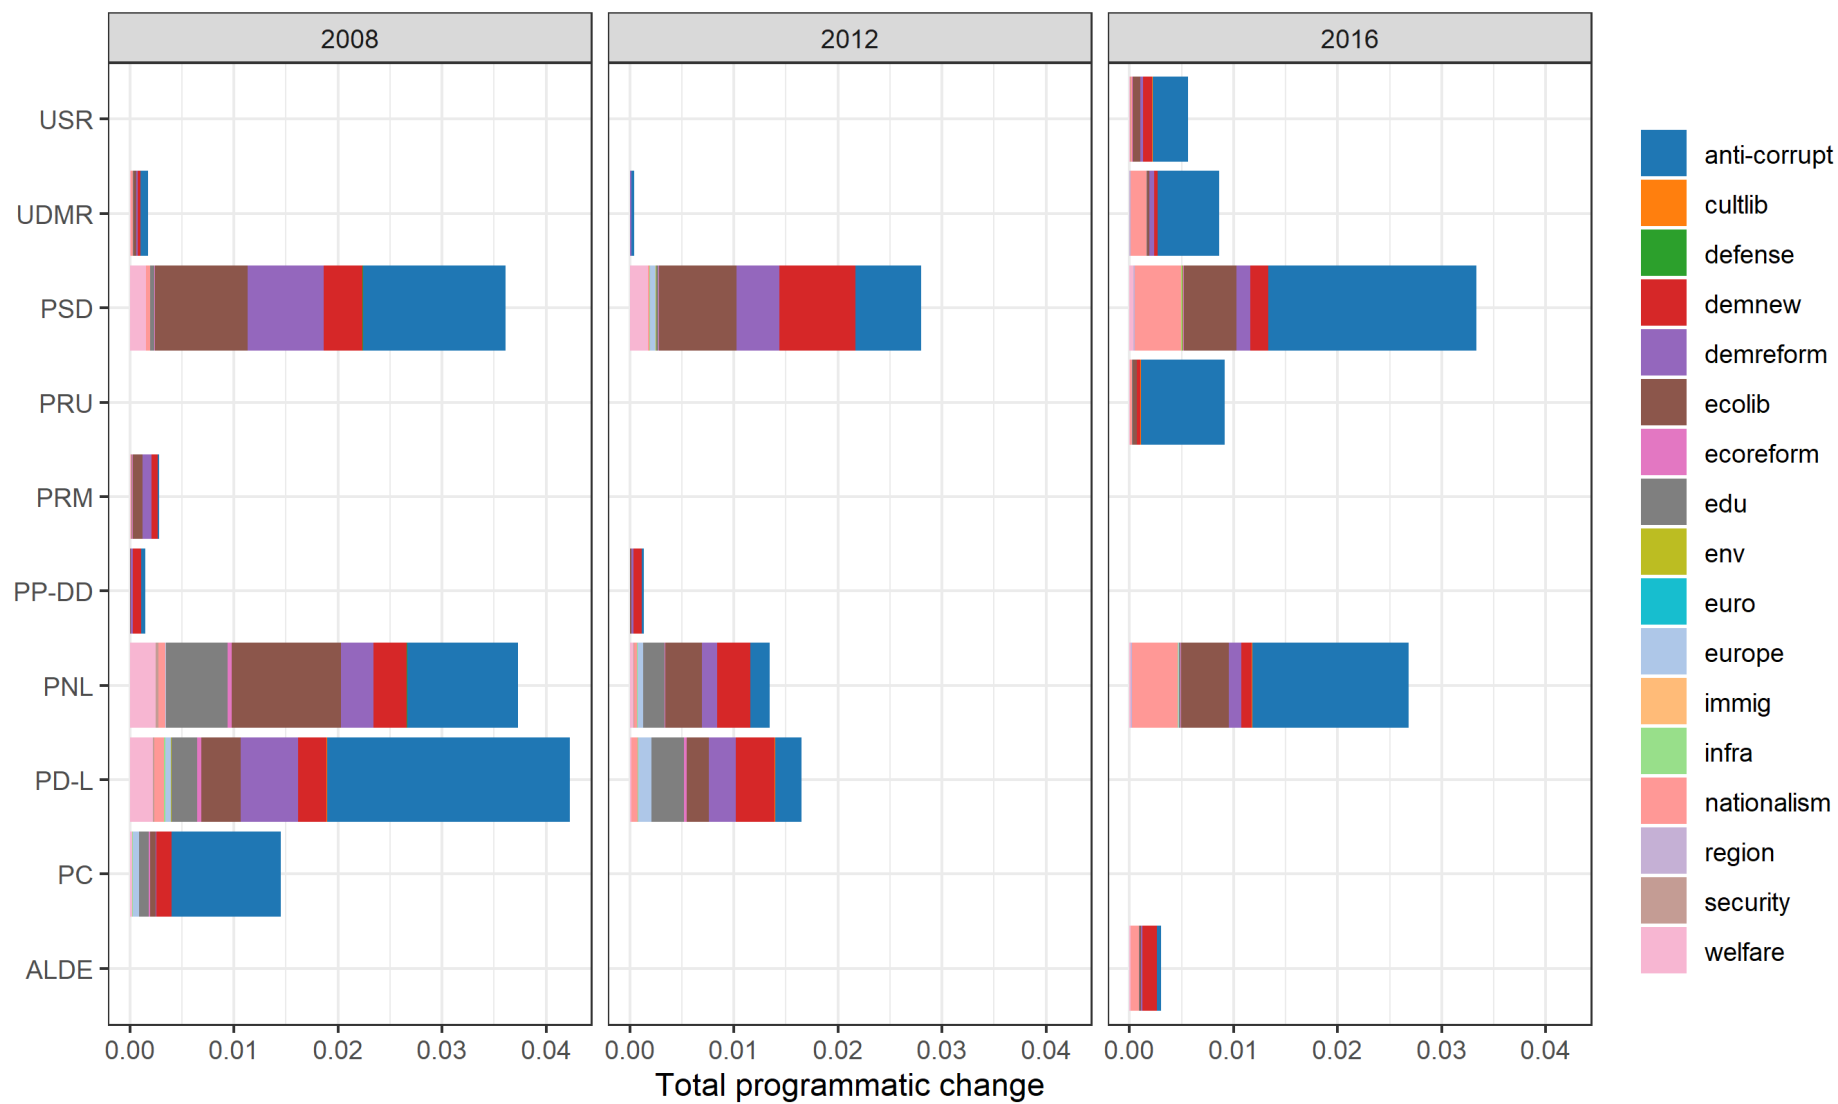 2008 2012 2016
USR
UDMR
PSD
PRU
PRM
PP-DD
PNL
PD-L
PC
ALDE
0.00 0.01 0.02 0.03 0.04 0.00 0.01 0.02 0.03 0.04 0.00 0.01 0.02 0.03 0.04
Total programmatic change
anti-corrupt
cultlib
defense
demnew
demreform
ecolib
ecoreform
edu
env
euro
europe
immig
infra
nationalism
region
security
welfare